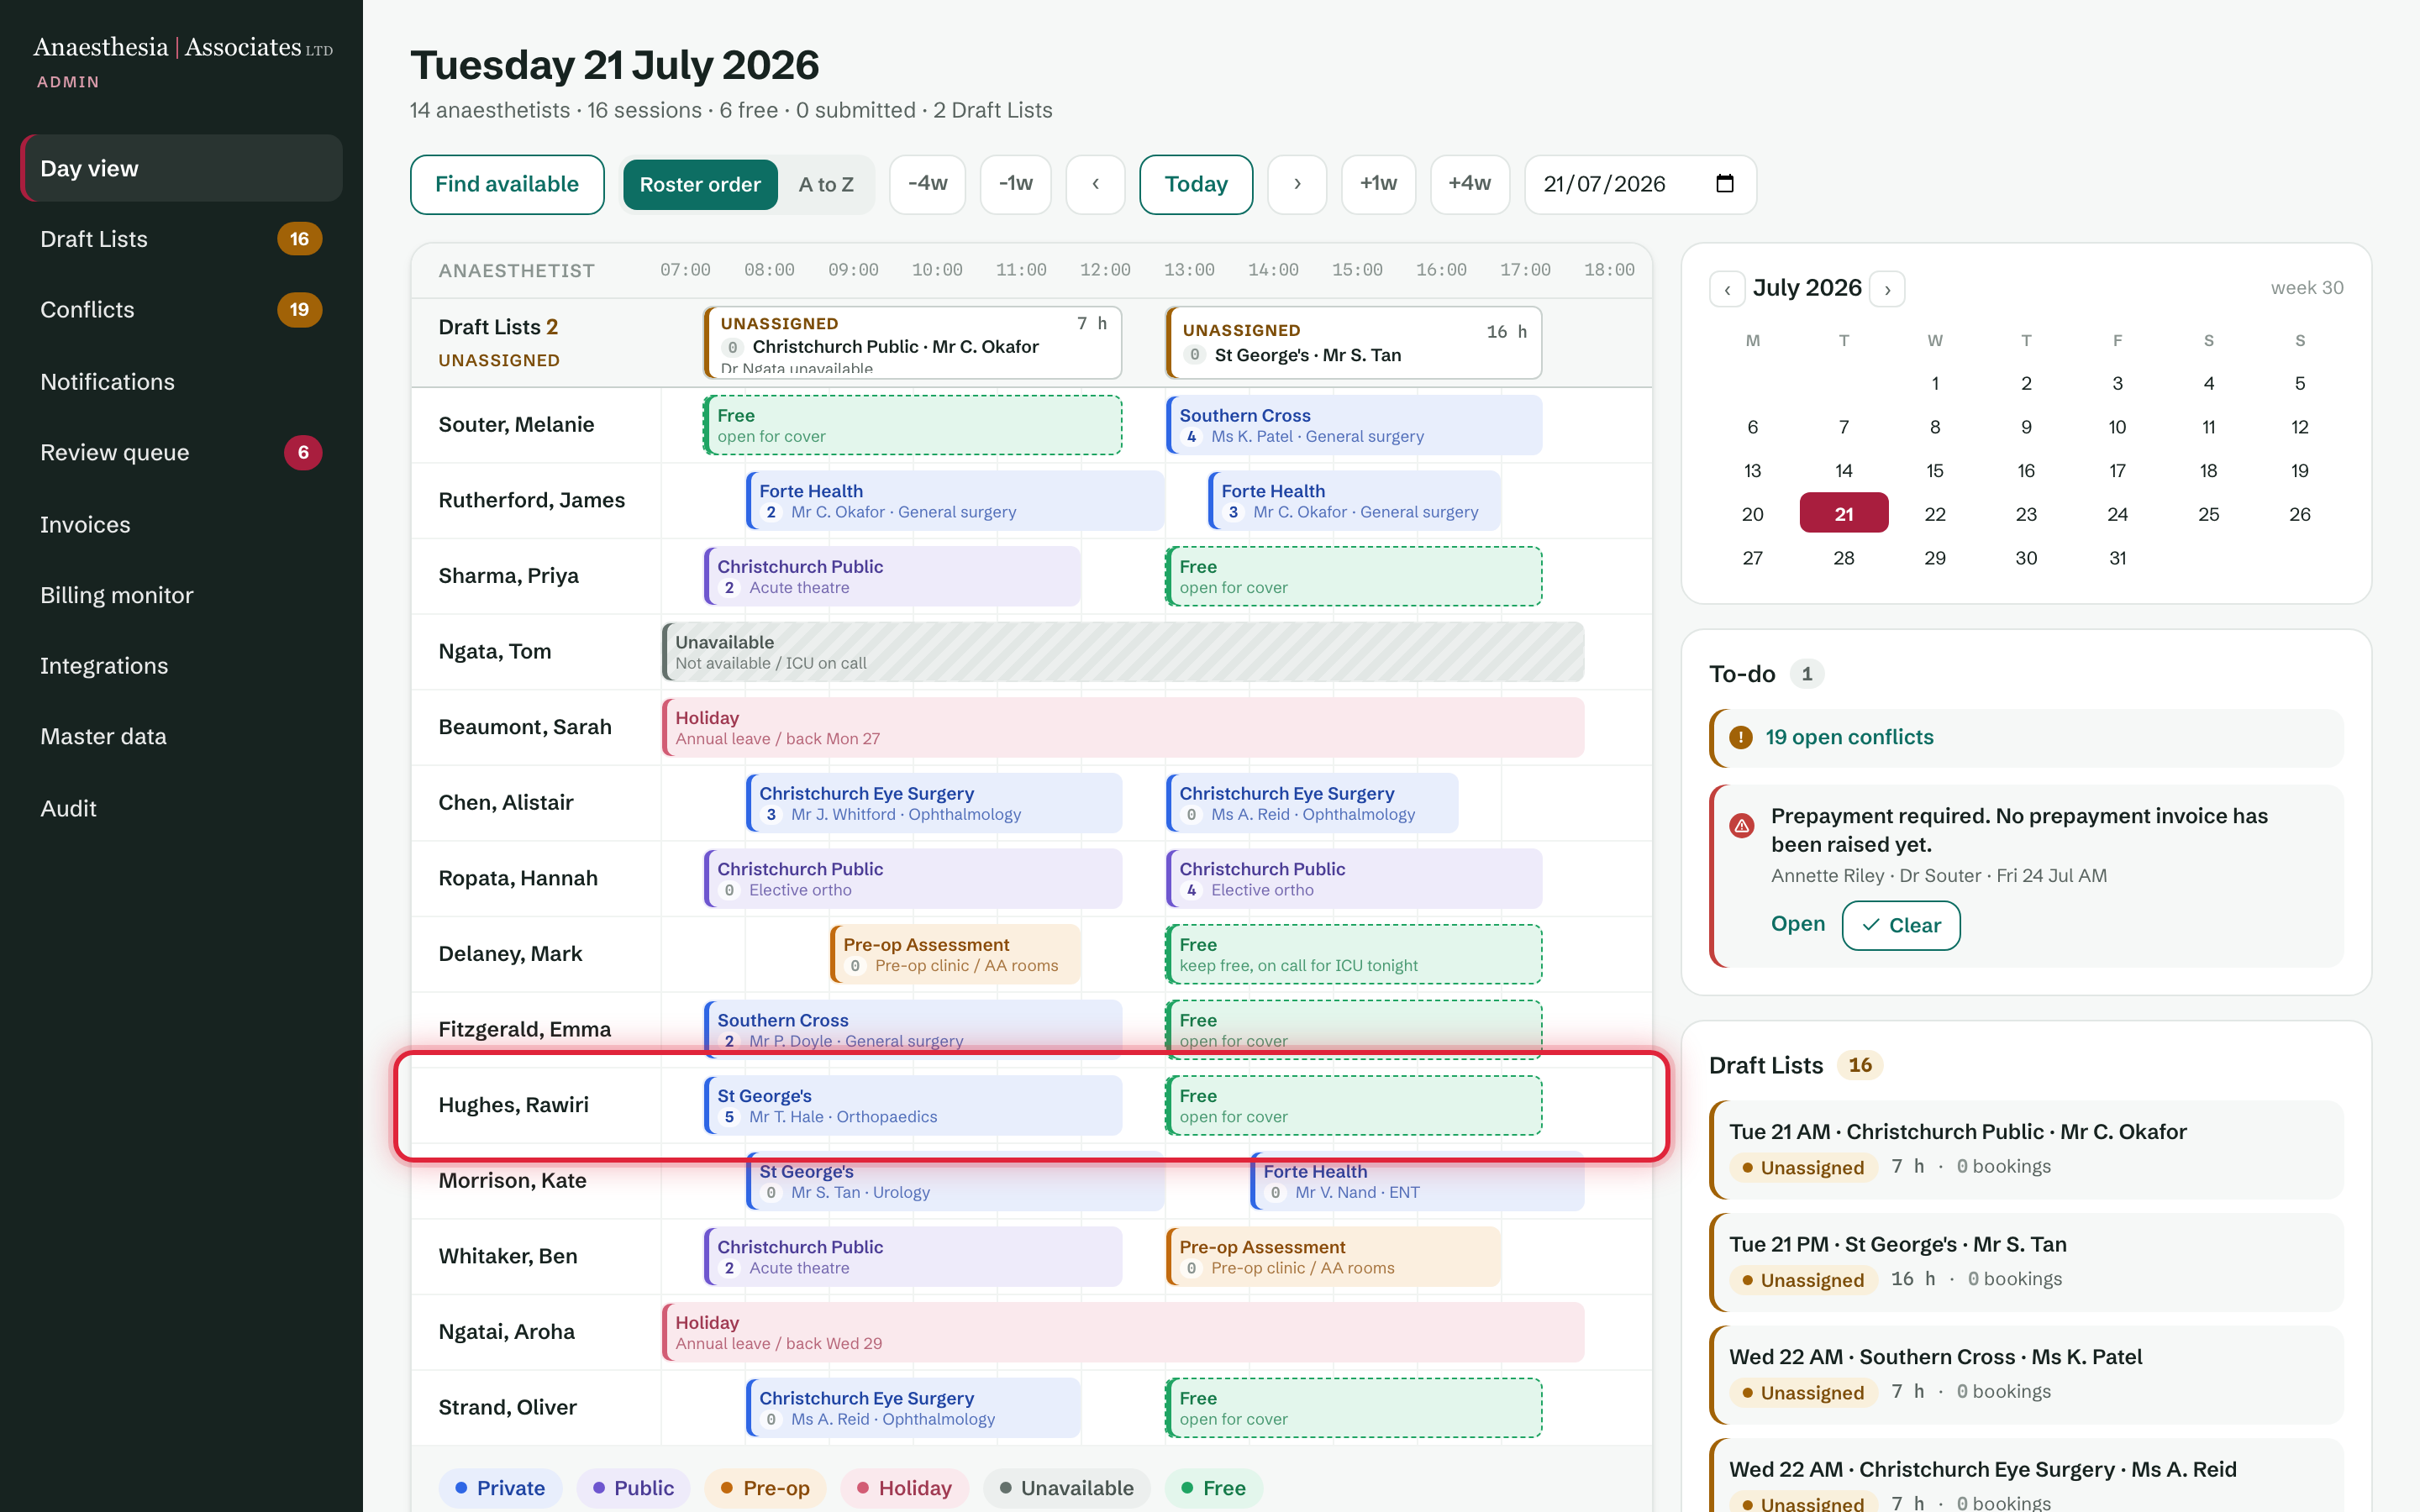 Anaesthesia | Associates LTD
ADMIN
Day view
Draft Lists 16
Conflicts 19
Notifications
Review queue 6
Invoices
Billing monitor
Integrations
Master data
Audit
Tuesday 21 July 2026
14 anaesthetists · 16 sessions · 6 free · 0 submitted · 2 Draft Lists
Find available Roster order A to Z -4w -1w ‹ Today › +1w +4w 21/07/2026
ANAESTHETIST 07:00 08:00 09:00 10:00 11:00 12:00 13:00 14:00 15:00 16:00 17:00 18:00
Draft Lists 2
UNASSIGNED
UNASSIGNED 7 h
0 Christchurch Public · Mr C. Okafor
Dr Ngata unavailable
UNASSIGNED 16 h
0 St George's · Mr S. Tan
Souter, Melanie
Free
open for cover
Southern Cross
4 Ms K. Patel · General surgery
Rutherford, James
Forte Health
2 Mr C. Okafor · General surgery
Forte Health
3 Mr C. Okafor · General surgery
Sharma, Priya
Christchurch Public
2 Acute theatre
Free
open for cover
Ngata, Tom
Unavailable
Not available / ICU on call
Beaumont, Sarah
Holiday
Annual leave / back Mon 27
Chen, Alistair
Christchurch Eye Surgery
3 Mr J. Whitford · Ophthalmology
Christchurch Eye Surgery
0 Ms A. Reid · Ophthalmology
Ropata, Hannah
Christchurch Public
0 Elective ortho
Christchurch Public
4 Elective ortho
Delaney, Mark
Pre-op Assessment
0 Pre-op clinic / AA rooms
Free
keep free, on call for ICU tonight
Fitzgerald, Emma
Southern Cross
2 Mr P. Doyle · General surgery
Free
open for cover
Hughes, Rawiri
St George's
5 Mr T. Hale · Orthopaedics
Free
open for cover
Morrison, Kate
St George's
0 Mr S. Tan · Urology
Forte Health
0 Mr V. Nand · ENT
Whitaker, Ben
Christchurch Public
2 Acute theatre
Pre-op Assessment
0 Pre-op clinic / AA rooms
Ngatai, Aroha
Holiday
Annual leave / back Wed 29
Strand, Oliver
Christchurch Eye Surgery
0 Ms A. Reid · Ophthalmology
Free
open for cover
Private Public Pre-op Holiday Unavailable Free
‹ July 2026 › week 30
M T W T F S S
1 2 3 4 5
6 7 8 9 10 11 12
13 14 15 16 17 18 19
20 21 22 23 24 25 26
27 28 29 30 31
To-do 1
19 open conflicts
Prepayment required. No prepayment invoice has
been raised yet.
Annette Riley · Dr Souter · Fri 24 Jul AM
Open ✓ Clear
Draft Lists 16
Tue 21 AM · Christchurch Public · Mr C. Okafor
Unassigned 7 h · 0 bookings
Tue 21 PM · St George's · Mr S. Tan
Unassigned 16 h · 0 bookings
Wed 22 AM · Southern Cross · Ms K. Patel
Unassigned 7 h · 0 bookings
Wed 22 AM · Christchurch Eye Surgery · Ms A. Reid
Unassigned 7 h · 0 bookings